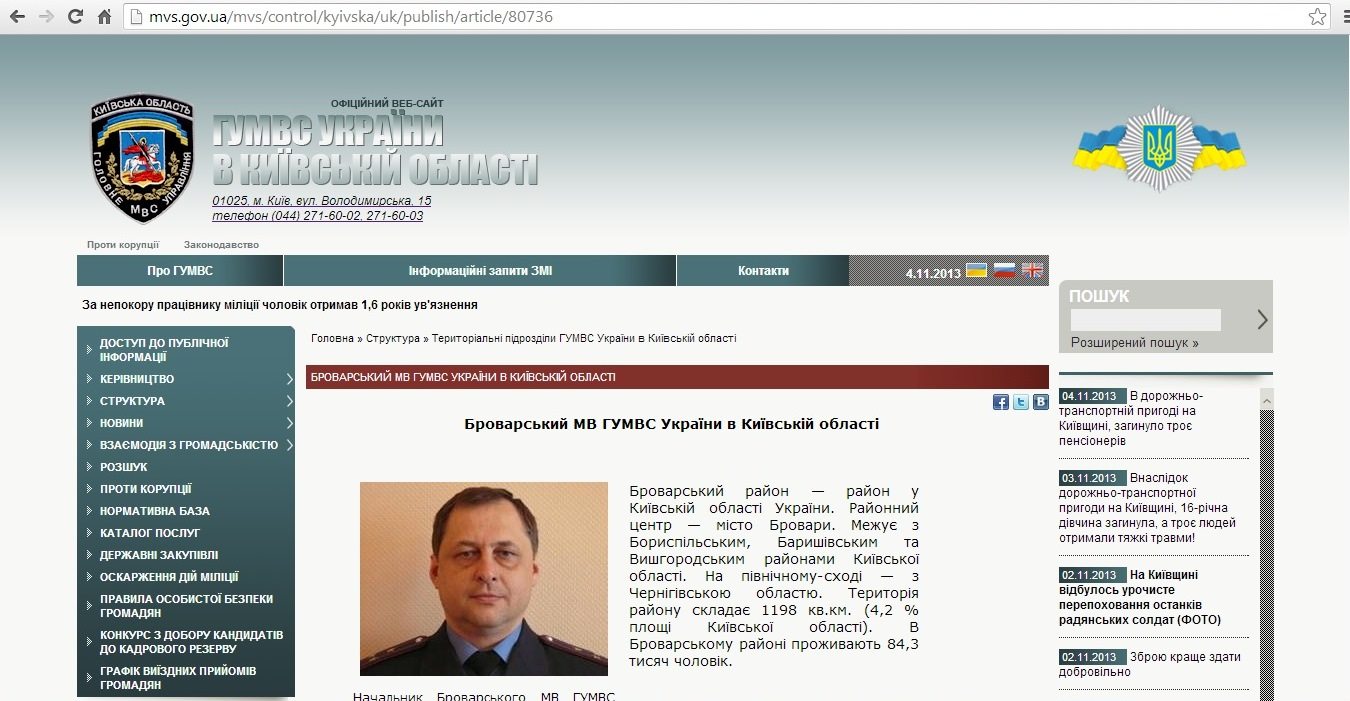 mvs.gov.ua/mvs/control/kyivska/uk/publish/article/80736
КИЇВСЬКА ОБЛАСТЬ
ГОЛОВНЕ УПРАВЛІННЯ
МВС
ОФІЦІЙНИЙ ВЕБ-САЙТ
ГУМВС УКРАЇНИ
В КИЇВСЬКІЙ ОБЛАСТІ
01025, м. Київ, вул. Володимирська, 15
телефон (044) 271-60-02, 271-60-03
Проти корупції Законодавство
Про ГУМВС Інформаційні запити ЗМІ Контакти 4.11.2013
За непокору працівнику міліції чоловік отримав 1,6 років ув'язнення
ДОСТУП ДО ПУБЛІЧНОЇ
ІНФОРМАЦІЇ
КЕРІВНИЦТВО
СТРУКТУРА
НОВИНИ
ВЗАЄМОДІЯ З ГРОМАДСЬКІСТЮ
РОЗШУК
ПРОТИ КОРУПЦІЇ
НОРМАТИВНА БАЗА
КАТАЛОГ ПОСЛУГ
ДЕРЖАВНІ ЗАКУПІВЛІ
ОСКАРЖЕННЯ ДІЙ МІЛІЦІЇ
ПРАВИЛА ОСОБИСТОЇ БЕЗПЕКИ
ГРОМАДЯН
КОНКУРС З ДОБОРУ КАНДИДАТІВ
ДО КАДРОВОГО РЕЗЕРВУ
ГРАФІК ВИЇЗДНИХ ПРИЙОМІВ
ГРОМАДЯН
Головна » Структура » Територіальні підрозділи ГУМВС України в Київській області
БРОВАРСЬКИЙ МВ ГУМВС УКРАЇНИ В КИЇВСЬКІЙ ОБЛАСТІ
Броварський МВ ГУМВС України в Київській області
Броварський район — район у
Київській області України. Районний
центр — місто Бровари. Межує з
Бориспільським, Баришівським та
Вишгородським районами Київської
області. На північному-сході — з
Чернігівською областю. Територія
району складає 1198 кв.км. (4,2 %
площі Київської області). В
Броварському районі проживають 84,3
тисяч чоловік.
Начальник Броварського МВ ГУМВС
ПОШУК
Розширений пошук »
04.11.2013 В дорожньо-
транспортній пригоді на
Київщині, загинуло троє
пенсіонерів
03.11.2013 Внаслідок
дорожньо-транспортної
пригоди на Київщині, 16-річна
дівчина загинула, а троє людей
отримали тяжкі травми!
02.11.2013 На Київщині
відбулось урочисте
перепоховання останків
радянських солдат (ФОТО)
02.11.2013 Зброю краще здати
добровільно